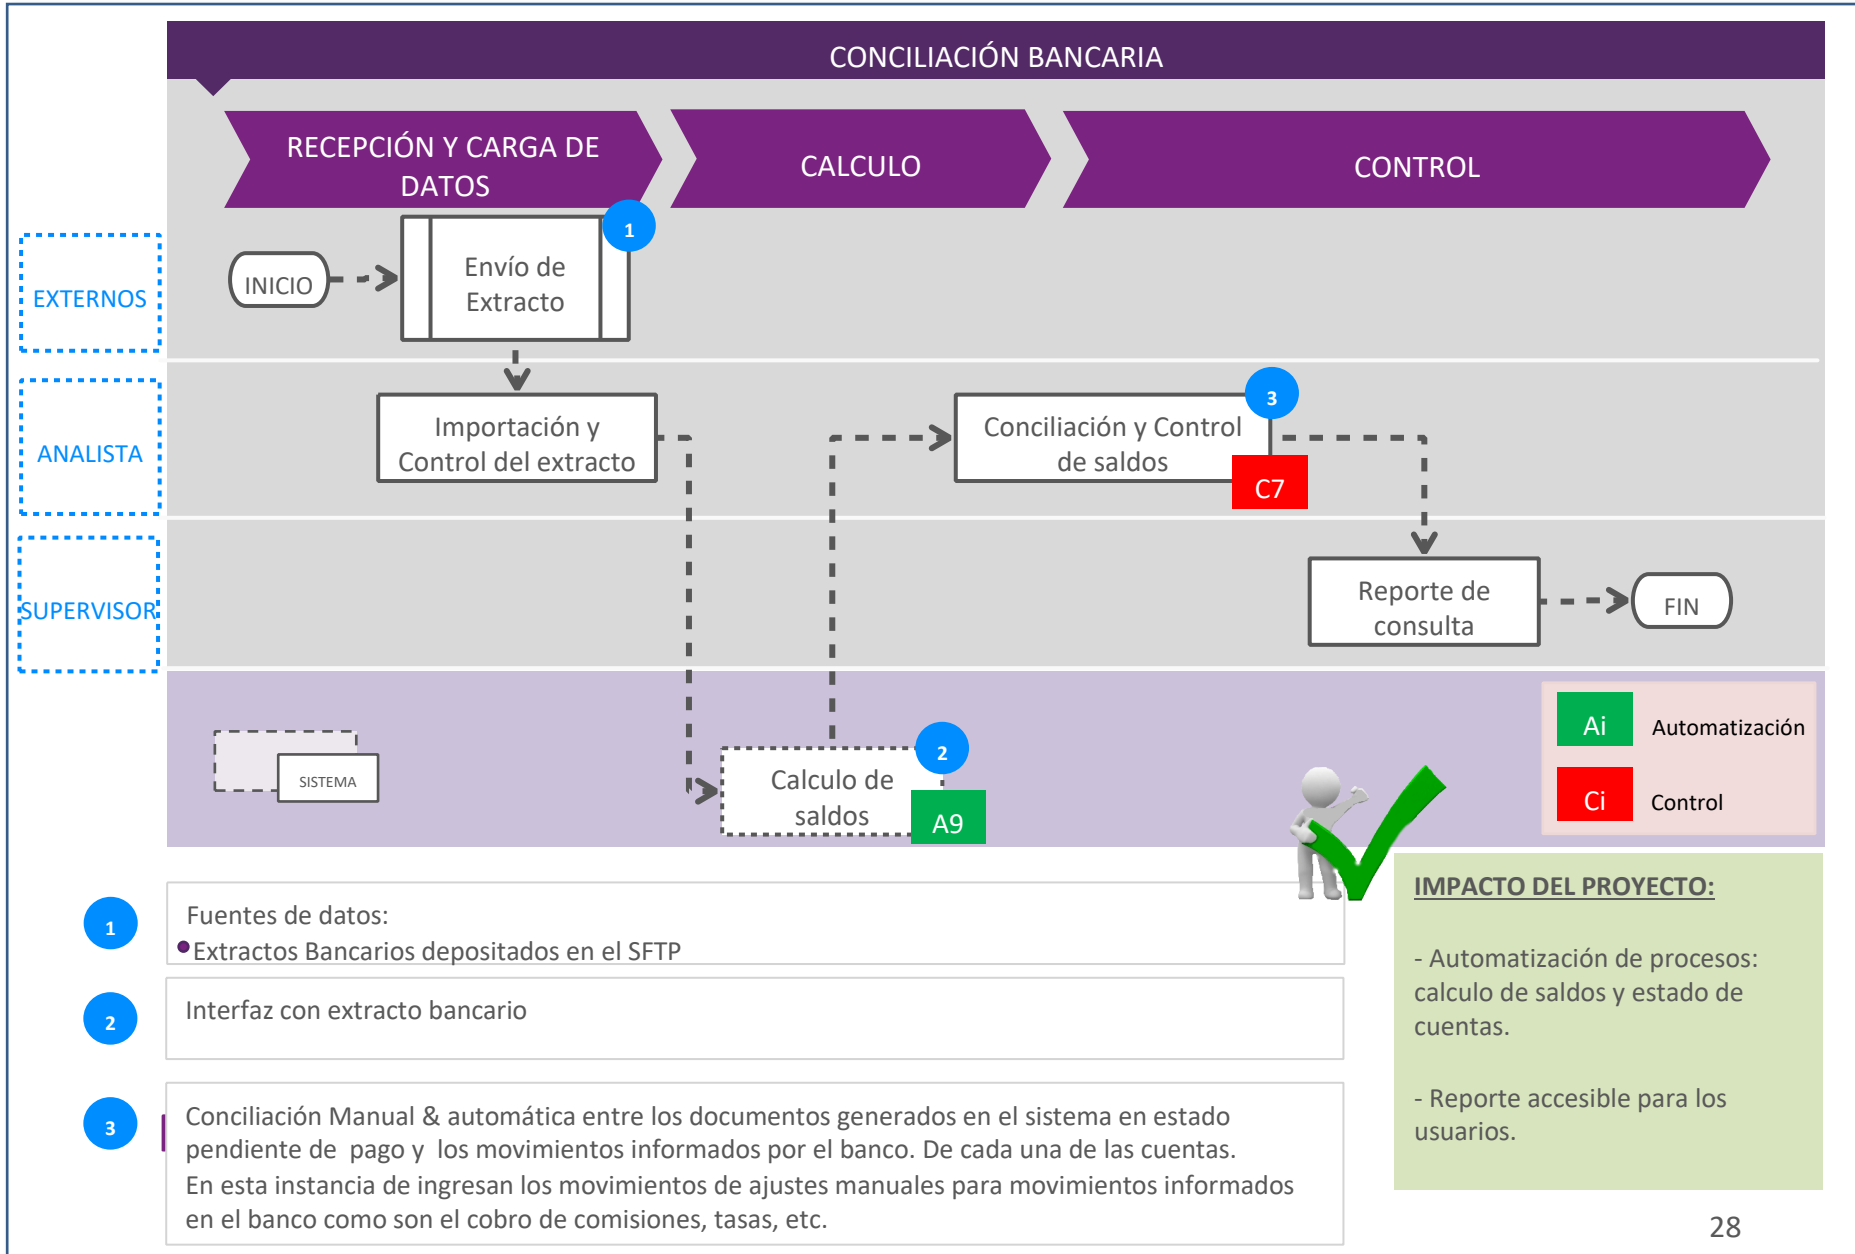 CONCILIACIÓN BANCARIA
RECEPCIÓN Y CARGA DE
DATOS
CALCULO
CONTROL
EXTERNOS
INICIO
Envío de
Extracto
1
ANALISTA
Importación y
Control del extracto
Conciliación y Control
de saldos
3
C7
SUPERVISOR
Reporte de
consulta
FIN
SISTEMA
Calculo de
saldos
2
A9
Ai
Automatización
Ci
Control
1
Fuentes de datos:
Extractos Bancarios depositados en el SFTP
2
Interfaz con extracto bancario
3
Conciliación Manual & automática entre los documentos generados en el sistema en estado
pendiente de pago y los movimientos informados por el banco. De cada una de las cuentas.
En esta instancia de ingresan los movimientos de ajustes manuales para movimientos informados
en el banco como son el cobro de comisiones, tasas, etc.
IMPACTO DEL PROYECTO:
- Automatización de procesos:
calculo de saldos y estado de
cuentas.
- Reporte accesible para los
usuarios.
28